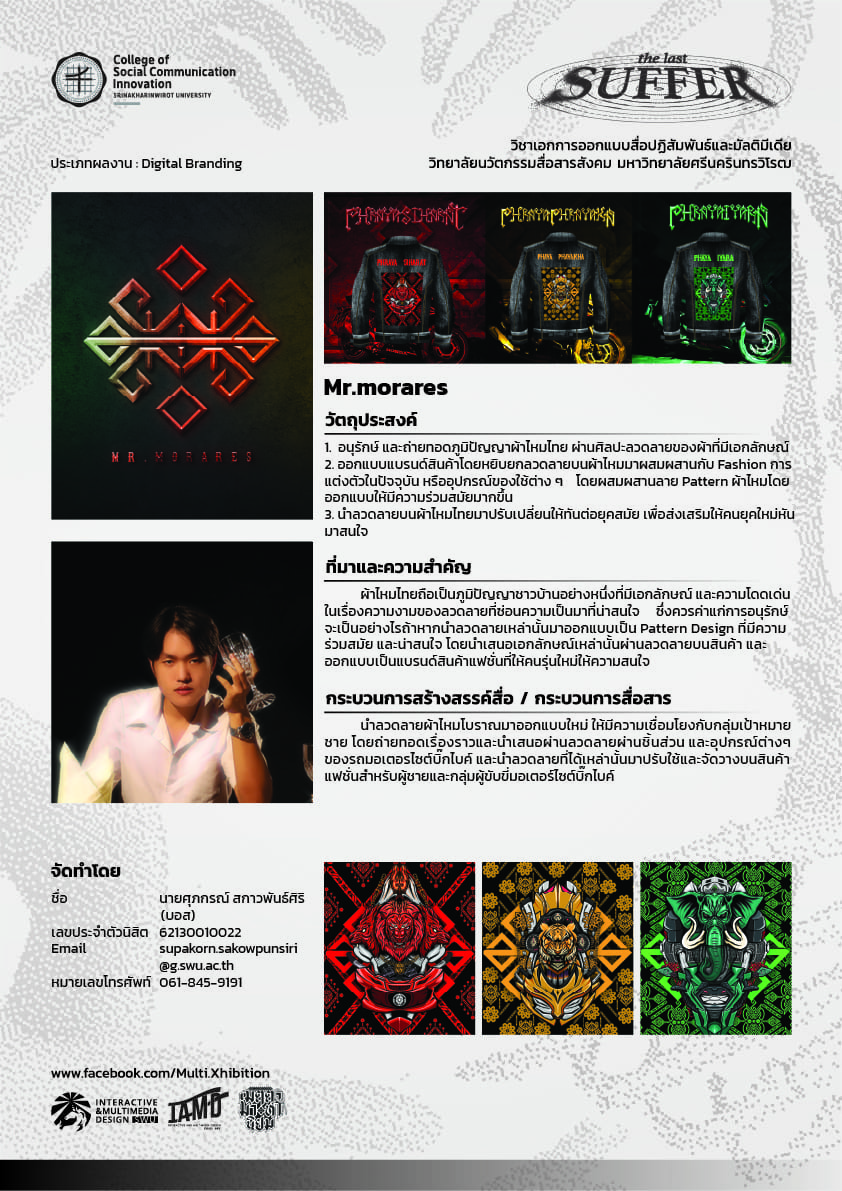 College of
Social Communication
Innovation
SRINAKHARINWIROT UNIVERSITY
the last
SUFFER
วิชาเอกการออกแบบสื่อปฏิสัมพันธ์และมัลติมีเดีย
ประเภทผลงาน : Digital Branding
วิทยาลัยนวัตกรรมสื่อสารสังคม มหาวิทยาลัยศรีนครินทรวิโรฒ
MR.MORARES
PHAYA SIHARAT
PHAYA PHAYAKHA
PHAYA IYARA
Mr.morares
วัตถุประสงค์
1. อนุรักษ์ และถ่ายทอดภูมิปัญญาผ้าไหมไทย ผ่านศิลปะลวดลายของผ้าที่มีเอกลักษณ์
2. ออกแบบแบรนด์สินค้าโดยหยิบยกลวดลายบนผ้าไหมมาผสมผสานกับ Fashion การ
แต่งตัวในปัจจุบัน หรืออุปกรณ์ของใช้ต่าง ๆ โดยผสมผสานลาย Pattern ผ้าไหมโดย
ออกแบบให้มีความร่วมสมัยมากขึ้น
3. นำลวดลายบนผ้าไหมไทยมาปรับเปลี่ยนให้ทันต่อยุคสมัย เพื่อส่งเสริมให้คนยุคใหม่หัน
มาสนใจ
ที่มาและความสำคัญ
ผ้าไหมไทยถือเป็นภูมิปัญญาชาวบ้านอย่างหนึ่งที่มีเอกลักษณ์ และความโดดเด่น
ในเรื่องความงามของลวดลายที่ซ่อนความเป็นมาที่น่าสนใจ ซึ่งควรค่าแก่การอนุรักษ์
จะเป็นอย่างไรถ้าหากนำลวดลายเหล่านั้นมาออกแบบเป็น Pattern Design ที่มีความ
ร่วมสมัย และน่าสนใจ โดยนำเสนอเอกลักษณ์เหล่านั้นผ่านลวดลายบนสินค้า และ
ออกแบบเป็นแบรนด์สินค้าแฟชั่นที่ให้คนรุ่นใหม่ให้ความสนใจ
กระบวนการสร้างสรรค์สื่อ / กระบวนการสื่อสาร
นำลวดลายผ้าไหมโบราณมาออกแบบใหม่ ให้มีความเชื่อมโยงกับกลุ่มเป้าหมาย
ชาย โดยถ่ายทอดเรื่องราวและนำเสนอผ่านลวดลายผ่านชิ้นส่วน และอุปกรณ์ต่างๆ
ของรถมอเตอรไซต์บิ๊กไบค์ และนำลวดลายที่ได้เหล่านั้นมาปรับใช้และจัดวางบนสินค้า
แฟชั่นสำหรับผู้ชายและกลุ่มผู้ขับขี่มอเตอร์ไซต์บิ๊กไบค์
จัดทำโดย
ชื่อ นายศุภกรณ์ สกาวพันธ์ศิริ
(บอส)
เลขประจำตัวนิสิต 62130010022
Email supakorn.sakowpunsiri
@g.swu.ac.th
หมายเลขโทรศัพท์ 061-845-9191
www.facebook.com/Multi.Xhibition
INTERACTIVE
&MULTIMEDIA
DESIGN SWU
IAMD